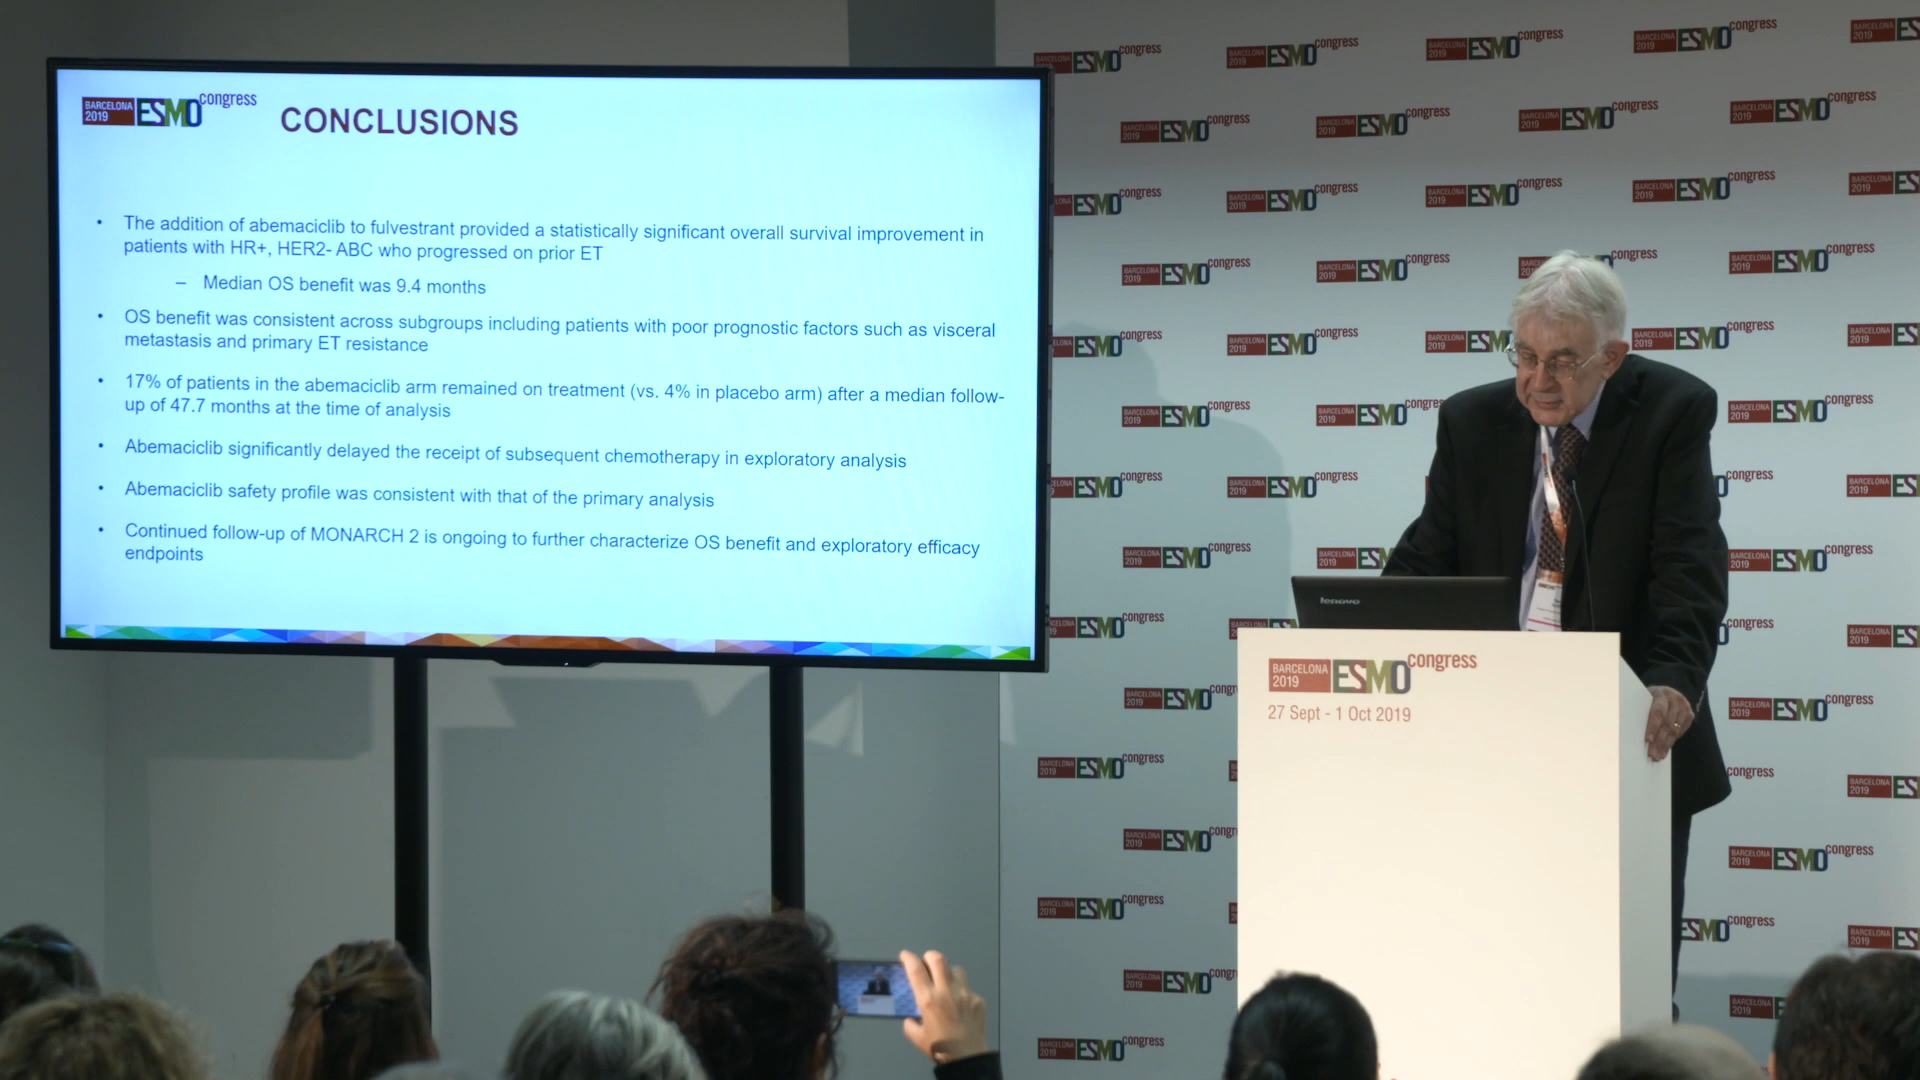 BARCELONA
2019
ESMO congress
CONCLUSIONS
• The addition of abemaciclib to fulvestrant provided a statistically significant overall survival improvement in
patients with HR+, HER2- ABC who progressed on prior ET
– Median OS benefit was 9.4 months
• OS benefit was consistent across subgroups including patients with poor prognostic factors such as visceral
metastasis and primary ET resistance
• 17% of patients in the abemaciclib arm remained on treatment (vs. 4% in placebo arm) after a median follow-
up of 47.7 months at the time of analysis
• Abemaciclib significantly delayed the receipt of subsequent chemotherapy in exploratory analysis
• Abemaciclib safety profile was consistent with that of the primary analysis
• Continued follow-up of MONARCH 2 is ongoing to further characterize OS benefit and exploratory efficacy
endpoints
lenovo
BARCELONA
2019
ESMO congress
27 Sept - 1 Oct 2019